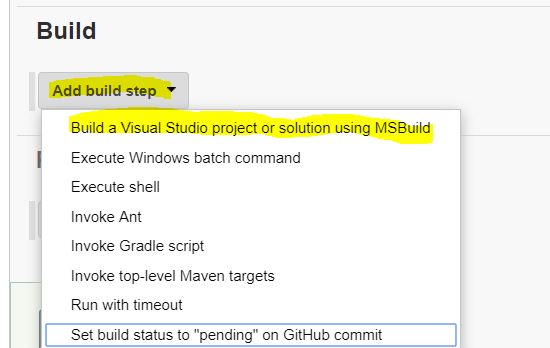 Build
Add build step
Build a Visual Studio project or solution using MSBuild
Execute Windows batch command
Execute shell
Invoke Ant
Invoke Gradle script
Invoke top-level Maven targets
Run with timeout
Set build status to "pending" on GitHub commit